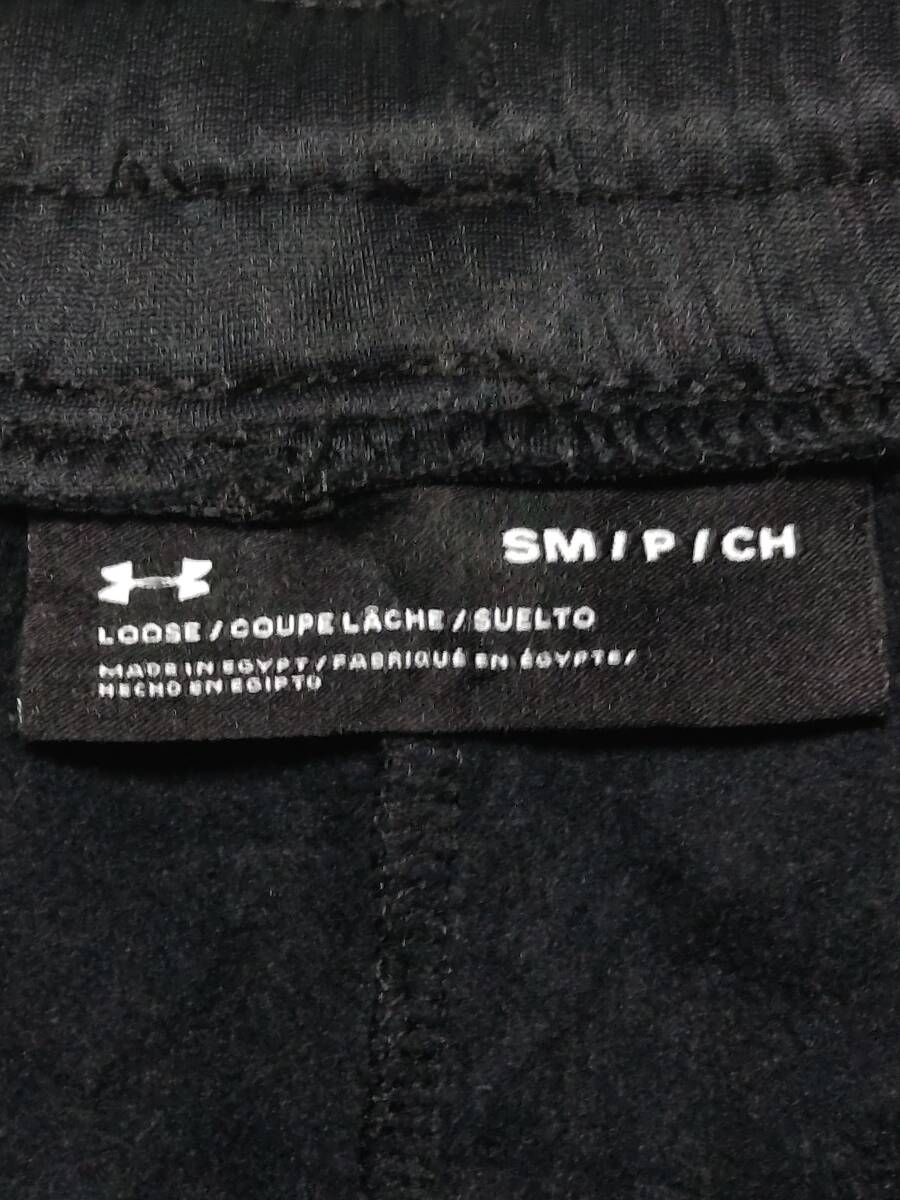 SM / P / CH
LOOSE / COUPE LÂCHE / SUELTO
MADE IN EGYPT / FABRIQUÉ EN ÉGYPTE /
HECHO EN EGIPTO